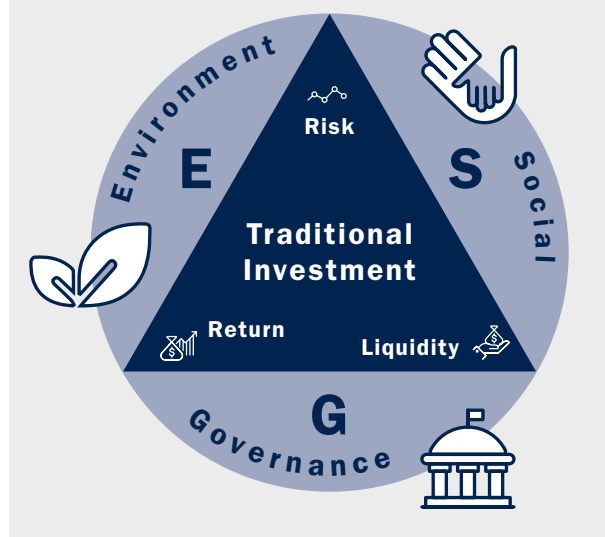 Environment
E
Risk
S
Social
Traditional
Investment
Return
$
Liquidity
$
G
Governance